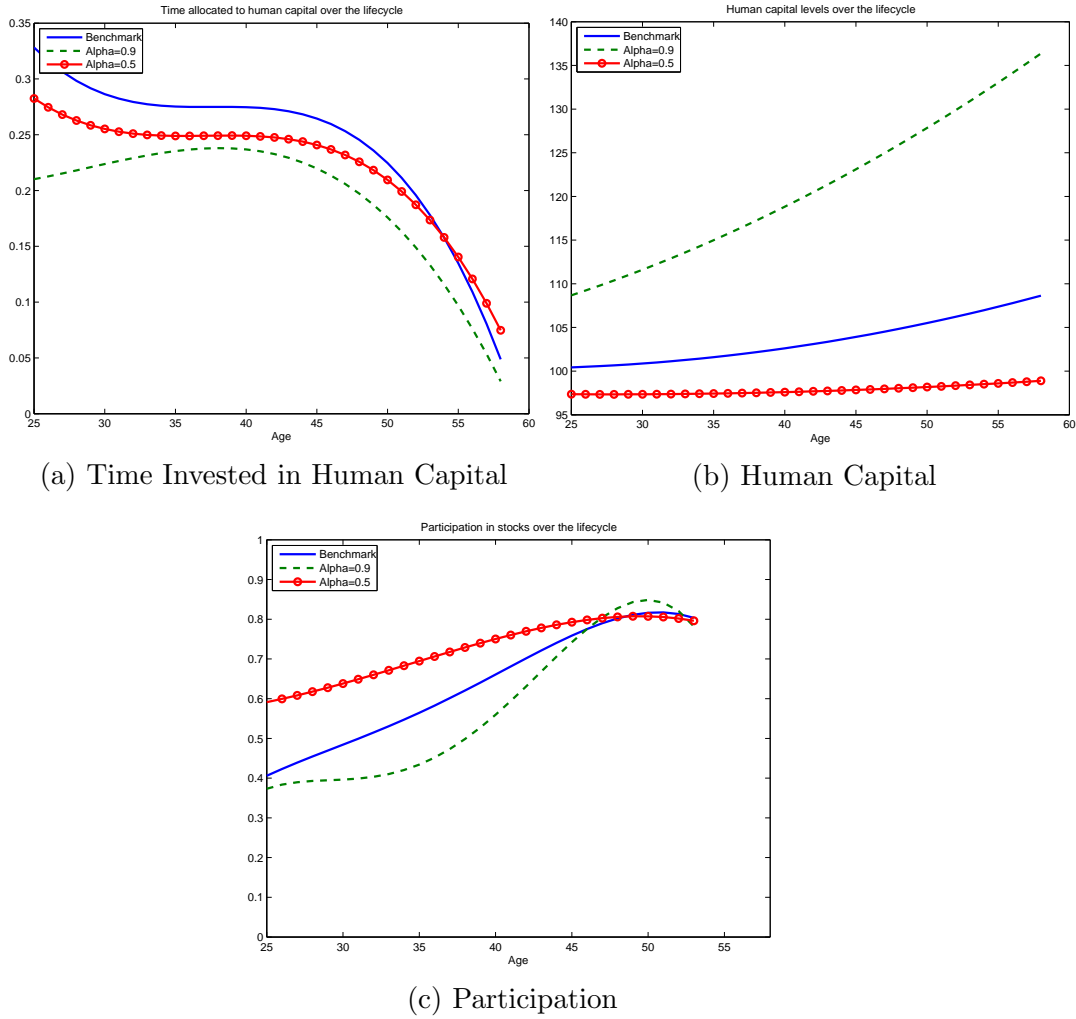 Time allocated to human capital over the lifecycle
0.35
0.3
0.25
0.2
0.15
0.1
0.05
0
Benchmark
Alpha=0.9
Alpha=0.5
25 30 35 40 45 50 55 60
Age
(a) Time Invested in Human Capital
Human capital levels over the lifecycle
140
135
130
125
120
115
110
105
100
95
Benchmark
Alpha=0.9
Alpha=0.5
25 30 35 40 45 50 55 60
Age
(b) Human Capital
Participation in stocks over the lifecycle
1
0.9
0.8
0.7
0.6
0.5
0.4
0.3
0.2
0.1
0
Benchmark
Alpha=0.9
Alpha=0.5
25 30 35 40 45 50 55
Age
(c) Participation